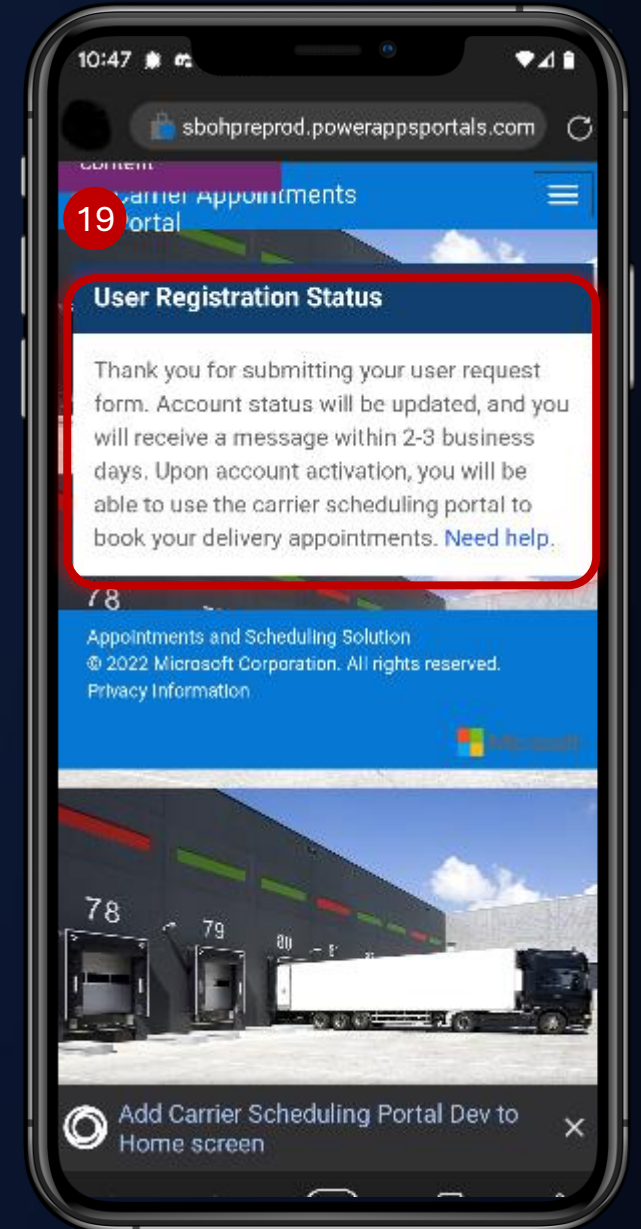 10:47
sbohpreprod.powerappsportals.com
Content
Carrier Appointments
19
Portal
User Registration Status
Thank you for submitting your user request
form. Account status will be updated, and you
will receive a message within 2-3 business
days. Upon account activation, you will be
able to use the carrier scheduling portal to
book your delivery appointments. Need help.
78
Appointments and Scheduling Solution
© 2022 Microsoft Corporation. All rights reserved.
Privacy Information
Microsoft
78
79
80
Add Carrier Scheduling Portal Dev to
Home screen